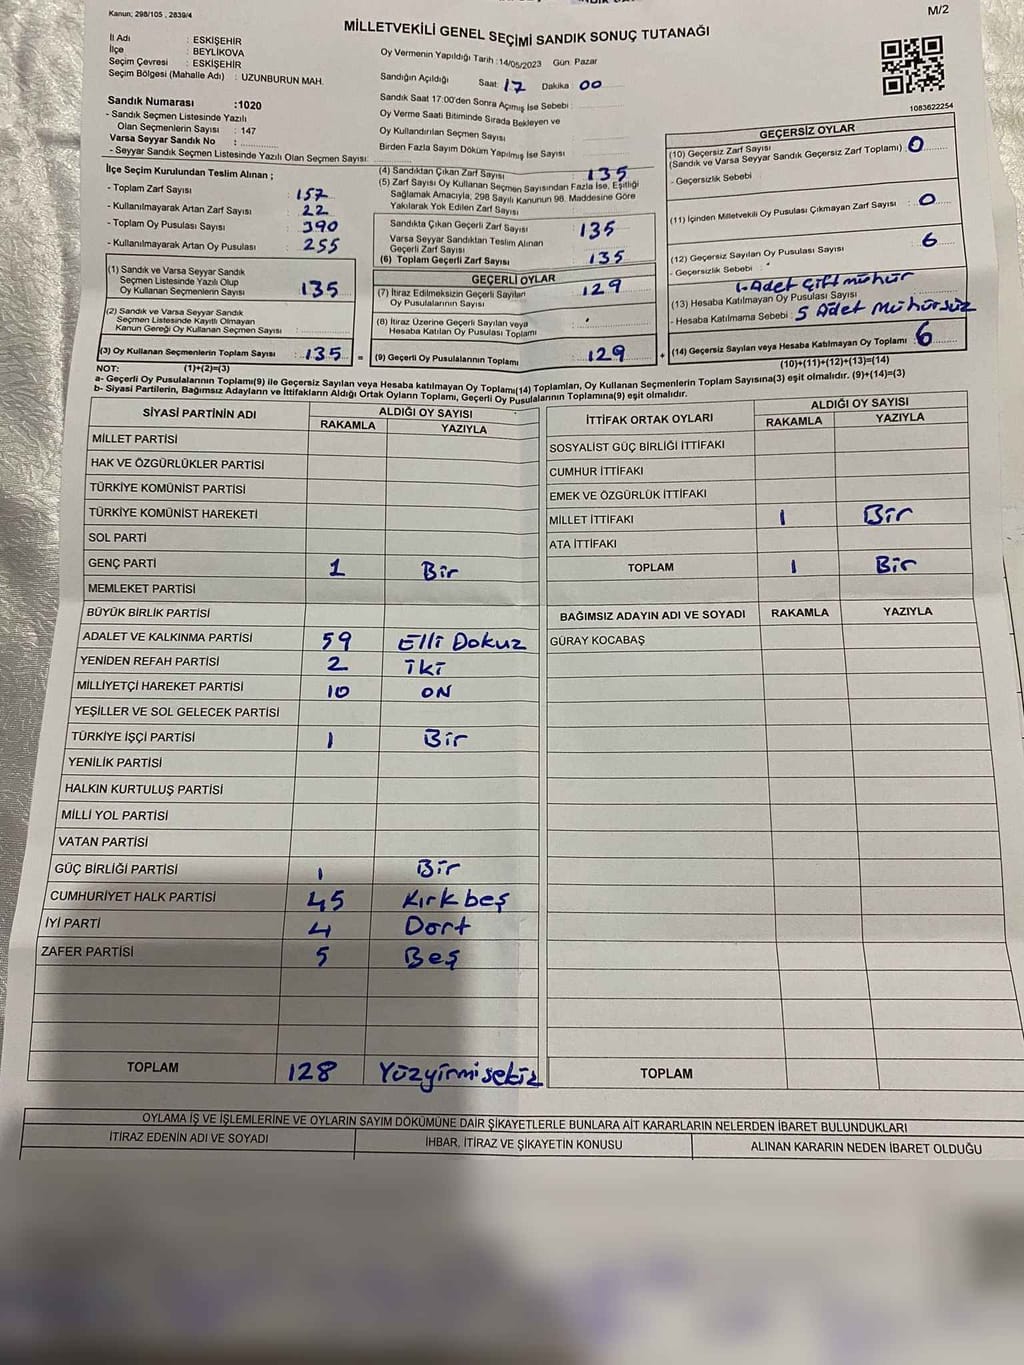 Kanun; 298/105 , 2839/4
M/2
MİLLETVEKİLİ GENEL SEÇİMİ SANDIK SONUÇ TUTANAĞI
İl Adı : ESKİŞEHİR
İlçe : BEYLİKOVA
Seçim Çevresi : ESKİŞEHİR
Seçim Bölgesi (Mahalle Adı) : UZUNBURUN MAH.
Oy Vermenin Yapıldığı Tarih :14/05/2023 Gün: Pazar
Sandığın Açıldığı Saat: 17 Dakika : 00
Sandık Saat 17:00'den Sonra Açımış İse Sebebi :
Oy Verme Saati Bitiminde Sırada Bekleyen ve
Oy Kullandırılan Seçmen Sayısı
Birden Fazla Sayım Döküm Yapılmış İse Sayısı
1083622254
Sandık Numarası :1020
- Sandık Seçmen Listesinde Yazılı
Olan Seçmenlerin Sayısı : 147
Varsa Seyyar Sandık No :
- Seyyar Sandık Seçmen Listesinde Yazılı Olan Seçmen Sayısı:
İlçe Seçim Kurulundan Teslim Alınan ;
- Toplam Zarf Sayısı : 157
- Kullanılmayarak Artan Zarf Sayısı : 22
- Toplam Oy Pusulası Sayısı : 390
- Kullanılmayarak Artan Oy Pusulası : 255
(1) Sandık ve Varsa Seyyar Sandık
Seçmen Listesinde Yazılı Olup
Oy Kullanan Seçmenlerin Sayısı : 135
(2) Sandık ve Varsa Seyyar Sandık
Seçmen Listesinde Kayıtlı Olmayan
Kanun Gereği Oy Kullanan Seçmen Sayısı :
(3) Oy Kullanan Seçmenlerin Toplam Sayısı : 135 =
(4) Sandıktan Çıkan Zarf Sayısı : 135
(5) Zarf Sayısı Oy Kullanan Seçmen Sayısından Fazla İse, Eşitliği
Sağlamak Amacıyla, 298 Sayılı Kanunun 98. Maddesine Göre
Yakılarak Yok Edilen Zarf Sayısı :
Sandıkta Çıkan Geçerli Zarf Sayısı : 135
Varsa Seyyar Sandıktan Teslim Alınan
Geçerli Zarf Sayısı :
(6) Toplam Geçerli Zarf Sayısı : 135
GEÇERLİ OYLAR
(7) İtiraz Edilmeksizin Geçerli Sayılan
Oy Pusulalarının Sayısı : 129
(8) İtiraz Üzerine Geçerli Sayılan veya
Hesaba Katılan Oy Pusulası Toplamı :
(9) Geçerli Oy Pusulalarının Toplamı : 129 +
GEÇERSİZ OYLAR
(10) Geçersiz Zarf Sayısı
(Sandık ve Varsa Seyyar Sandık Geçersiz Zarf Toplamı) : 0
- Geçersizlik Sebebi :
(11) İçinden Milletvekili Oy Pusulası Çıkmayan Zarf Sayısı : 0
(12) Geçersiz Sayılan Oy Pusulası Sayısı : 6
- Geçersizlik Sebebi : 1-Adet Çift mühür
(13) Hesaba Katılmayan Oy Pusulası Sayısı
- Hesaba Katılmama Sebebi : 5 Adet Mühürsüz
(14) Geçersiz Sayılan veya Hesaba Katılmayan Oy Toplamı : 6
(10)+(11)+(12)+(13)=(14)
NOT: (1)+(2)=(3)
a- Geçerli Oy Pusulalarının Toplamı(9) ile Geçersiz Sayılan veya Hesaba katılmayan Oy Toplamı(14) Toplamları, Oy Kullanan Seçmenlerin Toplam Sayısına(3) eşit olmalıdır. (9)+(14)=(3)
b- Siyasi Partilerin, Bağımsız Adayların ve İttifakların Aldığı Ortak Oyların Toplamı, Geçerli Oy Pusulalarının Toplamına(9) eşit olmalıdır.
SİYASİ PARTİNİN ADI ALDIĞI OY SAYISI
RAKAMLA YAZIYLA
MİLLET PARTİSİ
HAK VE ÖZGÜRLÜKLER PARTİSİ
TÜRKİYE KOMÜNİST PARTİSİ
TÜRKİYE KOMÜNİST HAREKETİ
SOL PARTİ
GENÇ PARTİ 1 Bir
MEMLEKET PARTİSİ
BÜYÜK BİRLİK PARTİSİ
ADALET VE KALKINMA PARTİSİ 59 Elli Dokuz
YENİDEN REFAH PARTİSİ 2 iki
MİLLİYETÇİ HAREKET PARTİSİ 10 ON
YEŞİLLER VE SOL GELECEK PARTİSİ
TÜRKİYE İŞÇİ PARTİSİ 1 Bir
YENİLİK PARTİSİ
HALKIN KURTULUŞ PARTİSİ
MİLLİ YOL PARTİSİ
VATAN PARTİSİ
GÜÇ BİRLİĞİ PARTİSİ 1 Bir
CUMHURİYET HALK PARTİSİ 45 Kırkbeş
İYİ PARTİ 4 Dört
ZAFER PARTİSİ 5 Beş
TOPLAM 128 Yüzyirmisekiz
İTTİFAK ORTAK OYLARI ALDIĞI OY SAYISI
RAKAMLA YAZIYLA
SOSYALİST GÜÇ BİRLİĞİ İTTİFAKI
CUMHUR İTTİFAKI
EMEK VE ÖZGÜRLÜK İTTİFAKI
MİLLET İTTİFAKI 1 Bir
ATA İTTİFAKI
TOPLAM 1 Bir
BAĞIMSIZ ADAYIN ADI VE SOYADI RAKAMLA YAZIYLA
GÜRAY KOCABAŞ
TOPLAM
OYLAMA İŞ VE İŞLEMLERİNE VE OYLARIN SAYIM DÖKÜMÜNE DAİR ŞİKAYETLERLE BUNLARA AİT KARARLARIN NELERDEN İBARET BULUNDUKLARI
İTİRAZ EDENİN ADI VE SOYADI İHBAR, İTİRAZ VE ŞİKAYETİN KONUSU ALINAN KARARIN NEDEN İBARET OLDUĞU